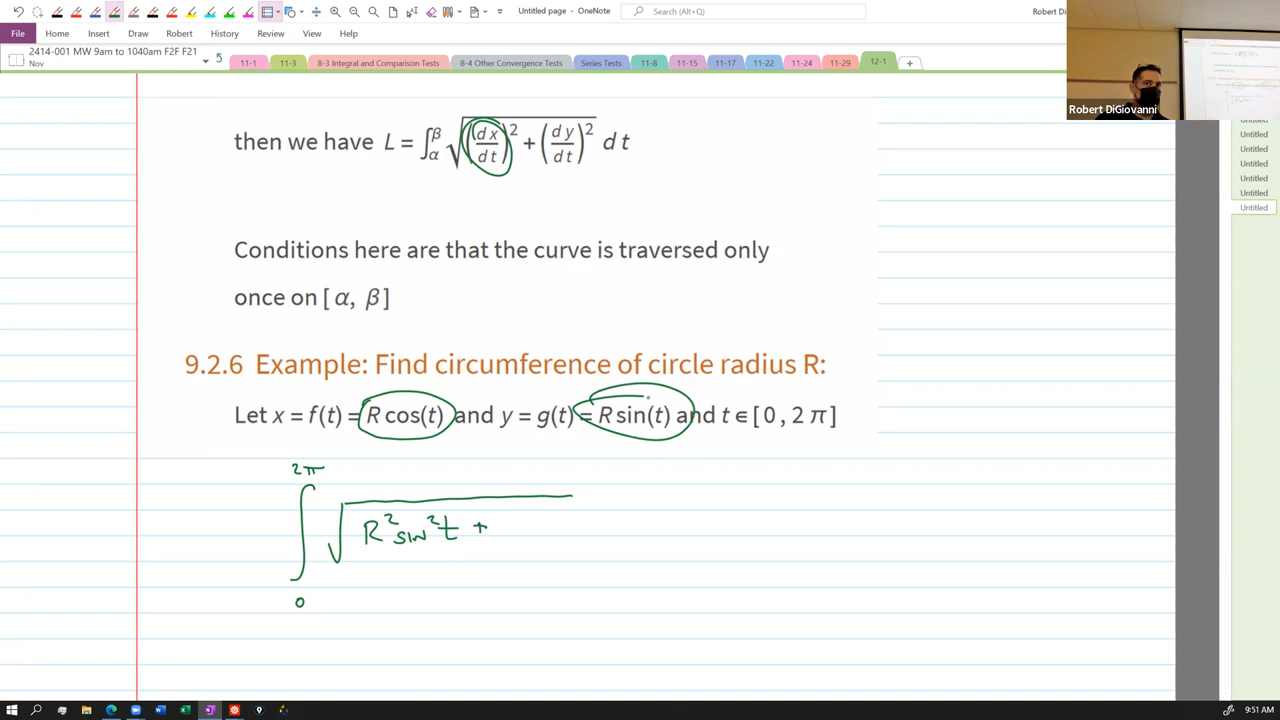 Untitled page - OneNote
Search (Alt+/)
Robert Di
File Home Insert Draw Robert History Review View Help
2414-001 MW 9am to 1040am F2F F21
Nov
5
11-1 11-3 8-3 Integral and Comparison Tests 8-4 Other Convergence Tests Series Tests 11-8 11-15 11-17 11-22 11-24 11-29 12-1
Robert DiGiovanni
Untitled
Untitled
Untitled
Untitled
Untitled
Untitled
Untitled
then we have L = ∫_α^β √((dx/dt)² + (dy/dt)²) dt
Conditions here are that the curve is traversed only
once on [α, β]
9.2.6 Example: Find circumference of circle radius R:
Let x = f(t) = R cos(t) and y = g(t) = R sin(t) and t ∈ [0, 2 π]
2π
∫ √(R² sin² t +
0
9:51 AM